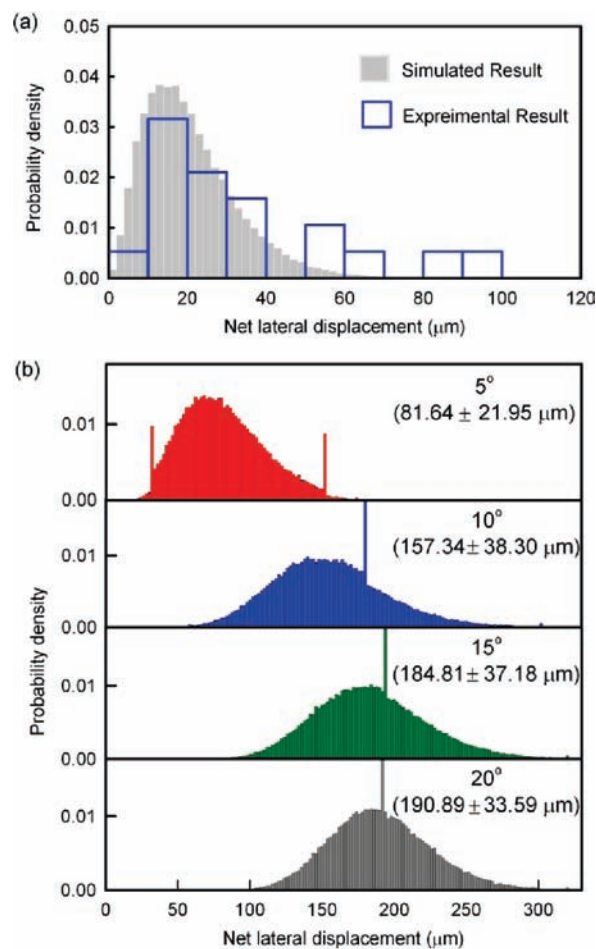 (a)
0.05
0.04
0.03
0.02
0.01
0.00
Probability density
Simulated Result
Expreimental Result
0 20 40 60 80 100 120
Net lateral displacement (μm)
(b)
5°
(81.64 ± 21.95 μm)
0.01
0.00
10°
(157.34 ± 38.30 μm)
0.01
0.00
15°
(184.81 ± 37.18 μm)
0.01
0.00
20°
(190.89 ± 33.59 μm)
0.01
0.00
Probability density
0 50 100 150 200 250 300
Net lateral displacement (μm)